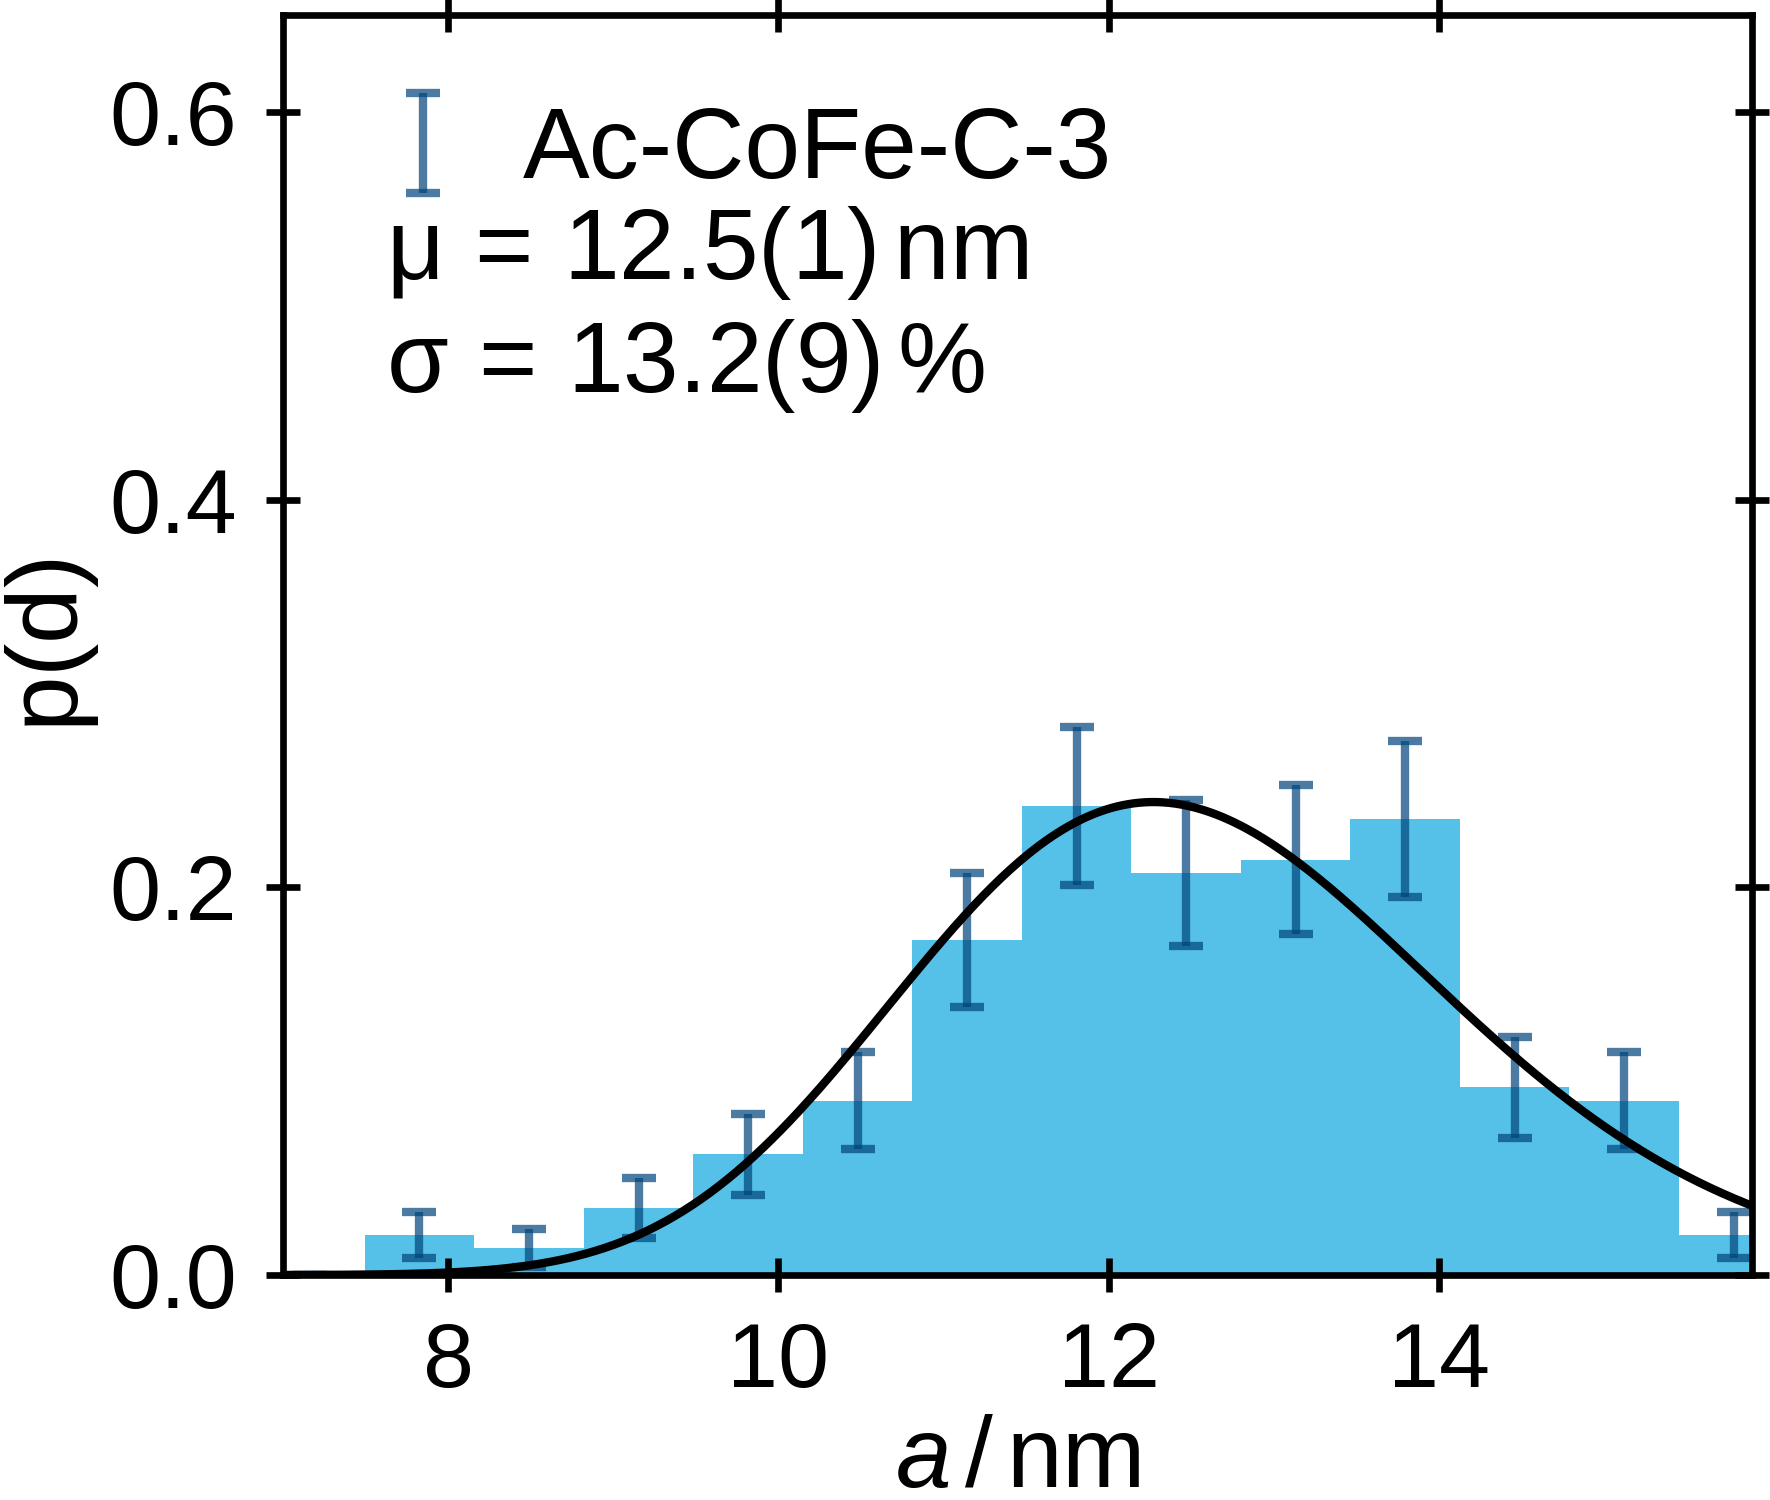 Ac-CoFe-C-3
μ = 12.5(1) nm
σ = 13.2(9) %
0.6
0.4
0.2
0.0
p(d)
8 10 12 14
a / nm